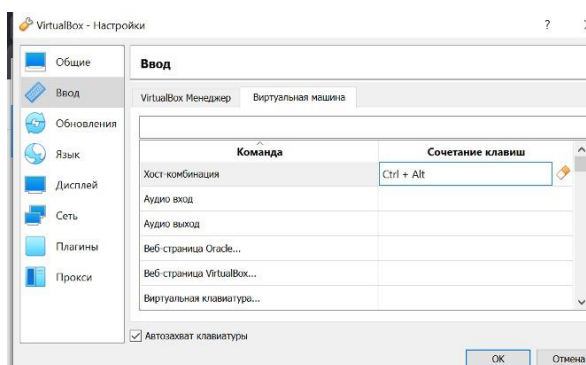 VirtualBox - Настройки
?
Общие
Ввод
Обновления
Язык
Дисплей
Сеть
Плагины
Прокси
Ввод
VirtualBox Менеджер Виртуальная машина
Команда Сочетание клавиш
Хост-комбинация Ctrl + Alt
Аудио вход
Аудио выход
Веб-страница Oracle...
Веб-страница VirtualBox...
Виртуальная клавиатура...
Автозахват клавиатуры
OK Отмена